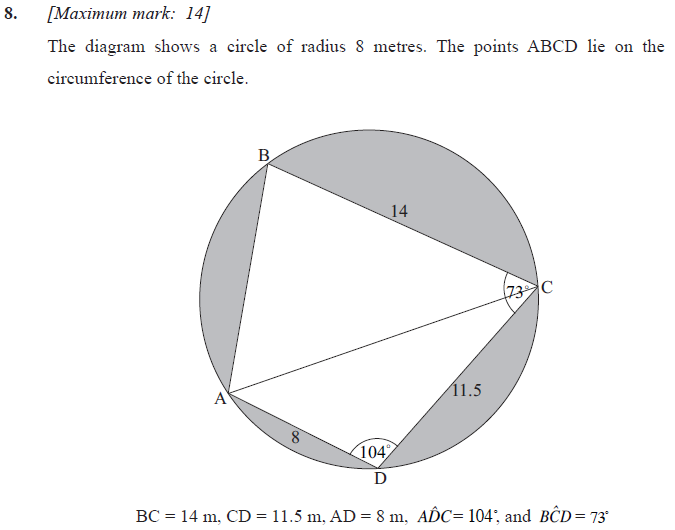 8. [Maximum mark: 14]
The diagram shows a circle of radius 8 metres. The points ABCD lie on the
circumference of the circle.
B
14
73° C
11.5
A
8
104°
D
BC = 14 m, CD = 11.5 m, AD = 8 m, AD̂C= 104°, and BĈD = 73°